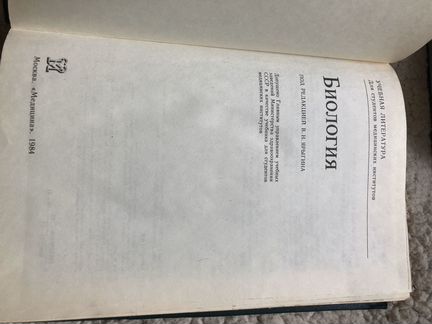 УЧЕБНАЯ ЛИТЕРАТУРА
Для студентов медицинских институтов
БИОЛОГИЯ
ПОД РЕДАКЦИЕЙ В. Н. ЯРЫГИНА
Допущено Главным управлением учебных
заведений Министерства здравоохранения
СССР в качестве учебника для студентов
медицинских институтов
Москва. «Медицина». 1984